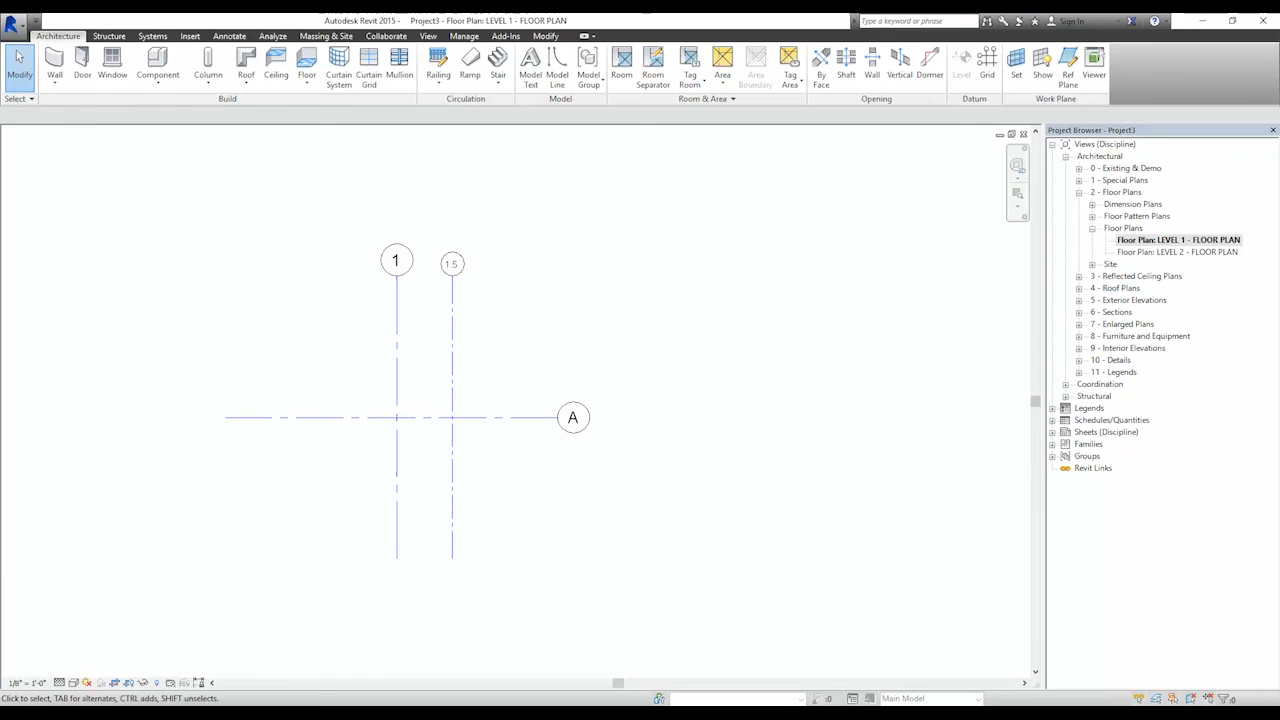 Autodesk Revit 2015 - Project3 - Floor Plan: LEVEL 1 - FLOOR PLAN
Type a keyword or phrase
Sign In
Architecture Structure Systems Insert Annotate Analyze Massing & Site Collaborate View Manage Add-Ins Modify
Modify Wall Door Window Component Column Roof Ceiling Floor Curtain System Curtain Grid Mullion Railing Ramp Stair Model Text Model Line Model Group Room Room Separator Tag Room Area Area Boundary Tag Area By Face Shaft Wall Vertical Dormer Level Grid Set Show Ref Plane Viewer
Select Build Circulation Model Room & Area Opening Datum Work Plane
Project Browser - Project3
Views (Discipline)
Architectural
0 - Existing & Demo
1 - Special Plans
2 - Floor Plans
Dimension Plans
Floor Pattern Plans
Floor Plans
Floor Plan: LEVEL 1 - FLOOR PLAN
Floor Plan: LEVEL 2 - FLOOR PLAN
Site
3 - Reflected Ceiling Plans
4 - Roof Plans
5 - Exterior Elevations
6 - Sections
7 - Enlarged Plans
8 - Furniture and Equipment
9 - Interior Elevations
10 - Details
11 - Legends
Coordination
Structural
Legends
Schedules/Quantities
Sheets (Discipline)
Families
Groups
Revit Links
1 1.5
A
1/8" = 1'-0"
Click to select, TAB for alternates, CTRL adds, SHIFT unselects.
:0
Main Model
:0